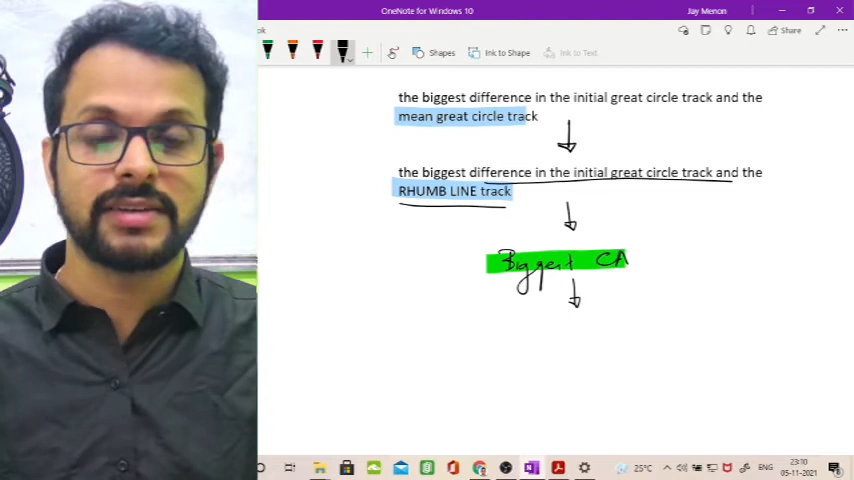 OneNote for Windows 10
Jay Menon
ok
Shapes
Ink to Shape
Ink to Text
Share
the biggest difference in the initial great circle track and the
mean great circle track
the biggest difference in the initial great circle track and the
RHUMB LINE track
Biggest CA
25°C
ENG
23:10
05-11-2021